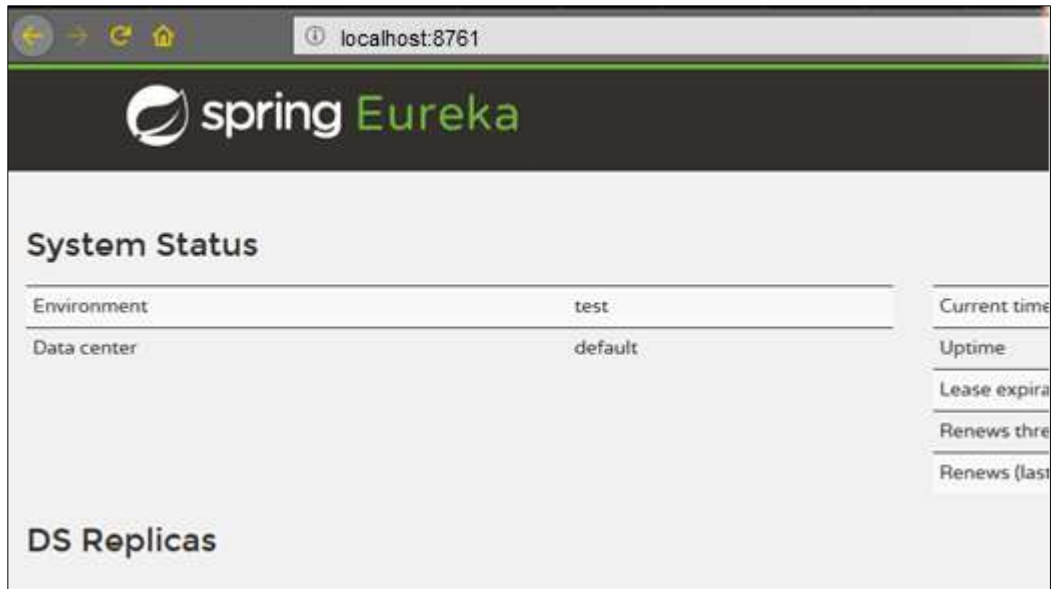 localhost:8761
spring Eureka
System Status
Environment test
Data center default
Current time
Uptime
Lease expira
Renews thre
Renews (last
DS Replicas